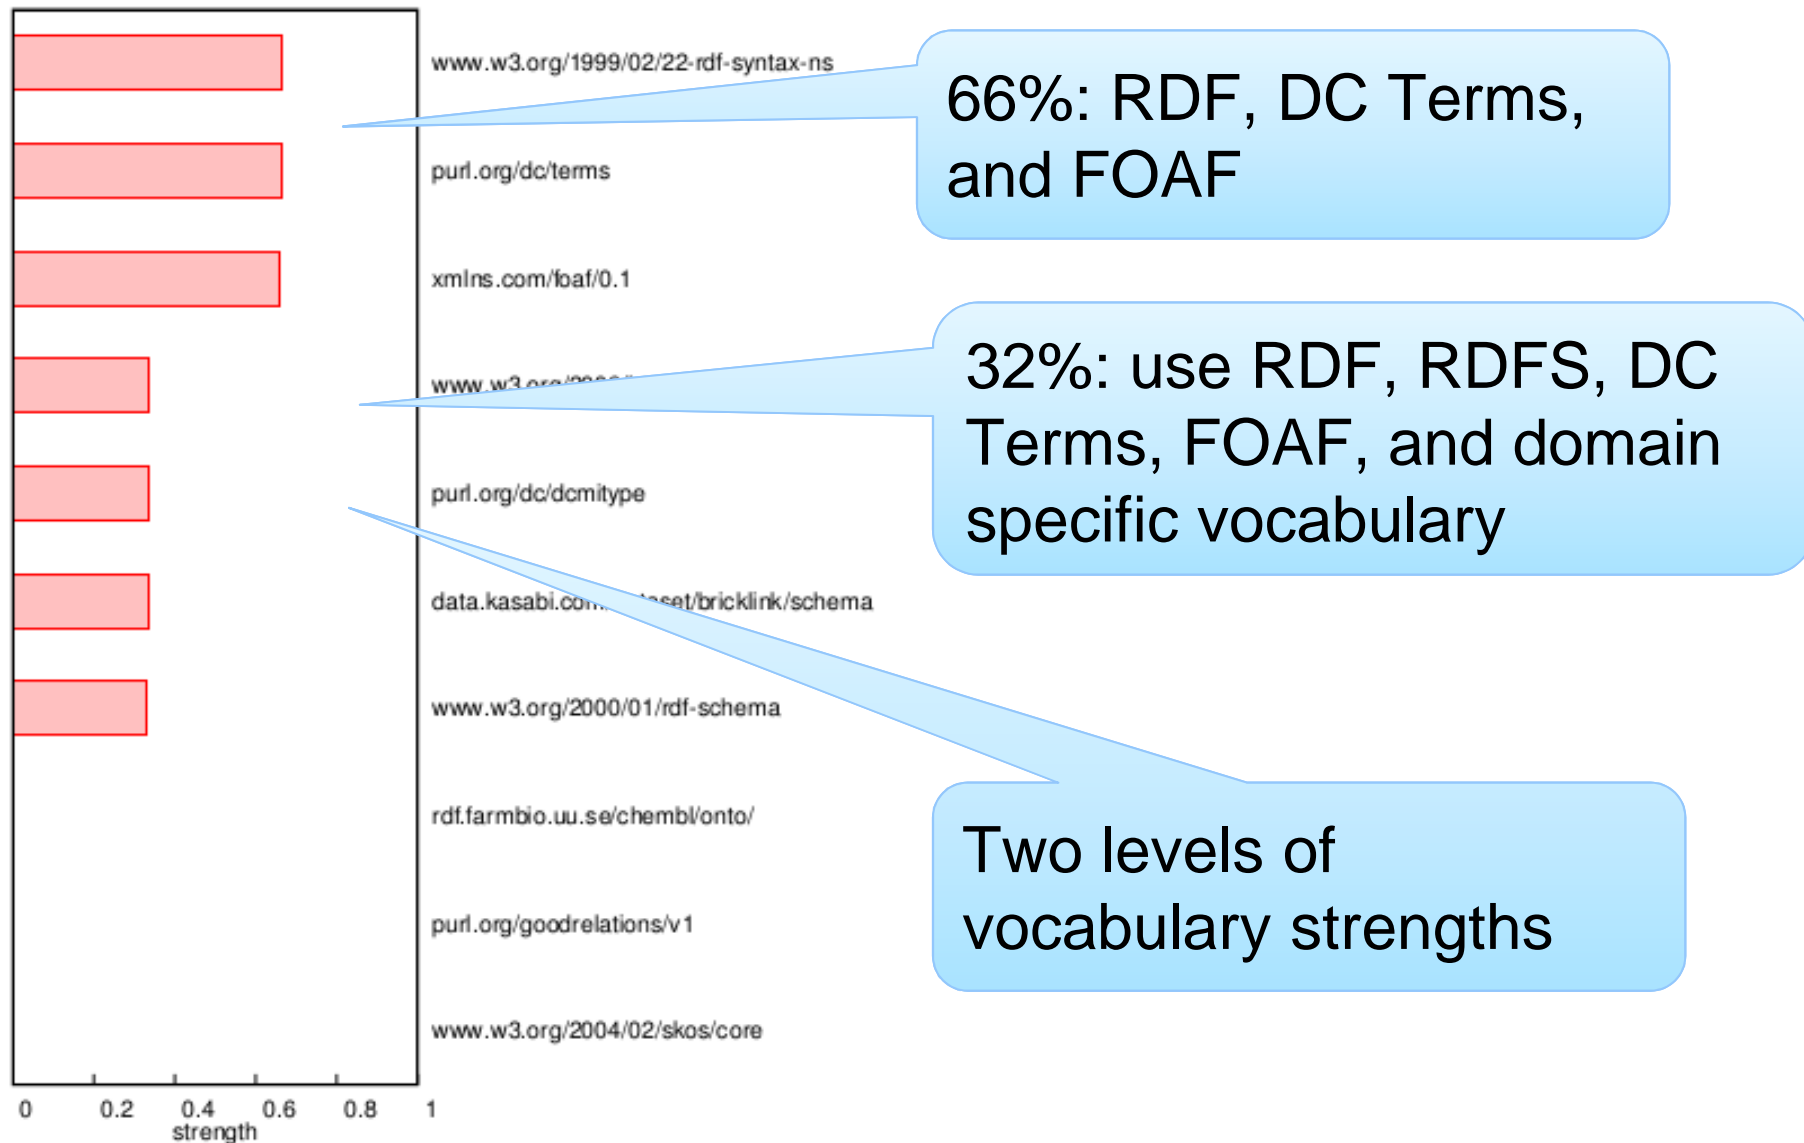 www.w3.org/1999/02/22-rdf-syntax-ns
purl.org/dc/terms
xmlns.com/foaf/0.1
purl.org/dc/dcmitype
www.w3.org/2000/01/rdf-schema
rdf.farmbio.uu.se/chembl/onto/
purl.org/goodrelations/v1
www.w3.org/2004/02/skos/core
0 0.2 0.4 0.6 0.8 1
strength
66%: RDF, DC Terms,
and FOAF
32%: use RDF, RDFS, DC
Terms, FOAF, and domain
specific vocabulary
Two levels of
vocabulary strengths